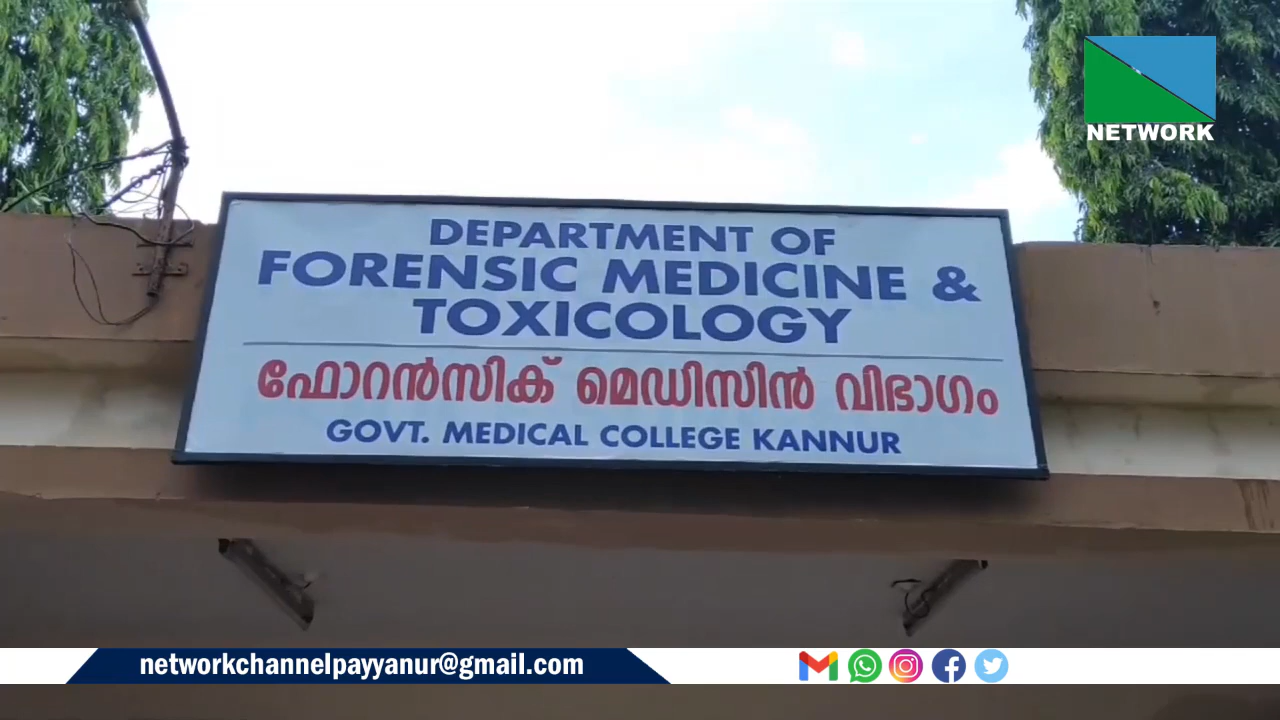 NETWORK
DEPARTMENT OF
FORENSIC MEDICINE &
TOXICOLOGY
ഫോറൻസിക് മെഡിസിൻ വിഭാഗം
GOVT. MEDICAL COLLEGE KANNUR
networkchannelpayyanur@gmail.com